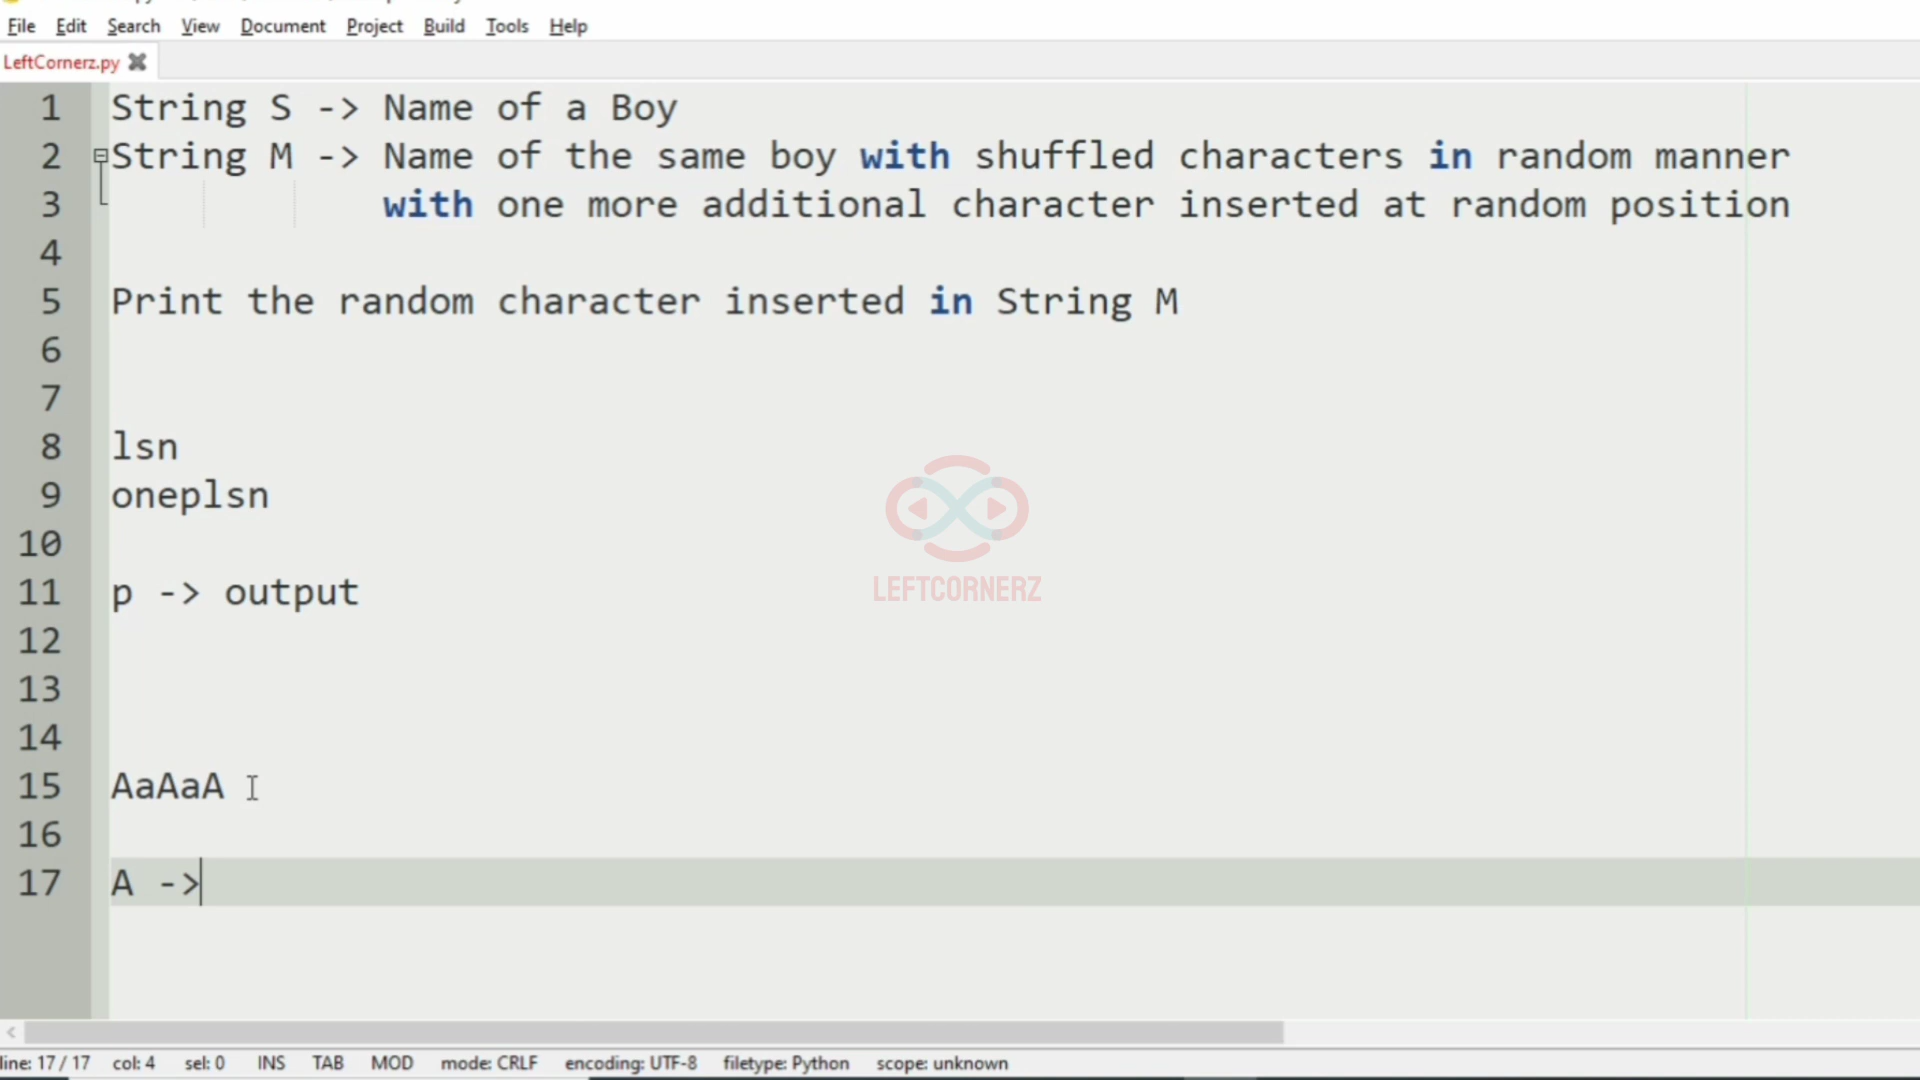 File Edit Search View Document Project Build Tools Help
LeftCornerz.py
1 String S -> Name of a Boy
2 String M -> Name of the same boy with shuffled characters in random manner
3 with one more additional character inserted at random position
4
5 Print the random character inserted in String M
6
7
8 lsn
9 oneplsn
10
11 p -> output
12
13
14
15 AaAaA
16
17 A ->
LEFTCORNERZ
line: 17 / 17 col: 4 sel: 0 INS TAB MOD mode: CRLF encoding: UTF-8 filetype: Python scope: unknown